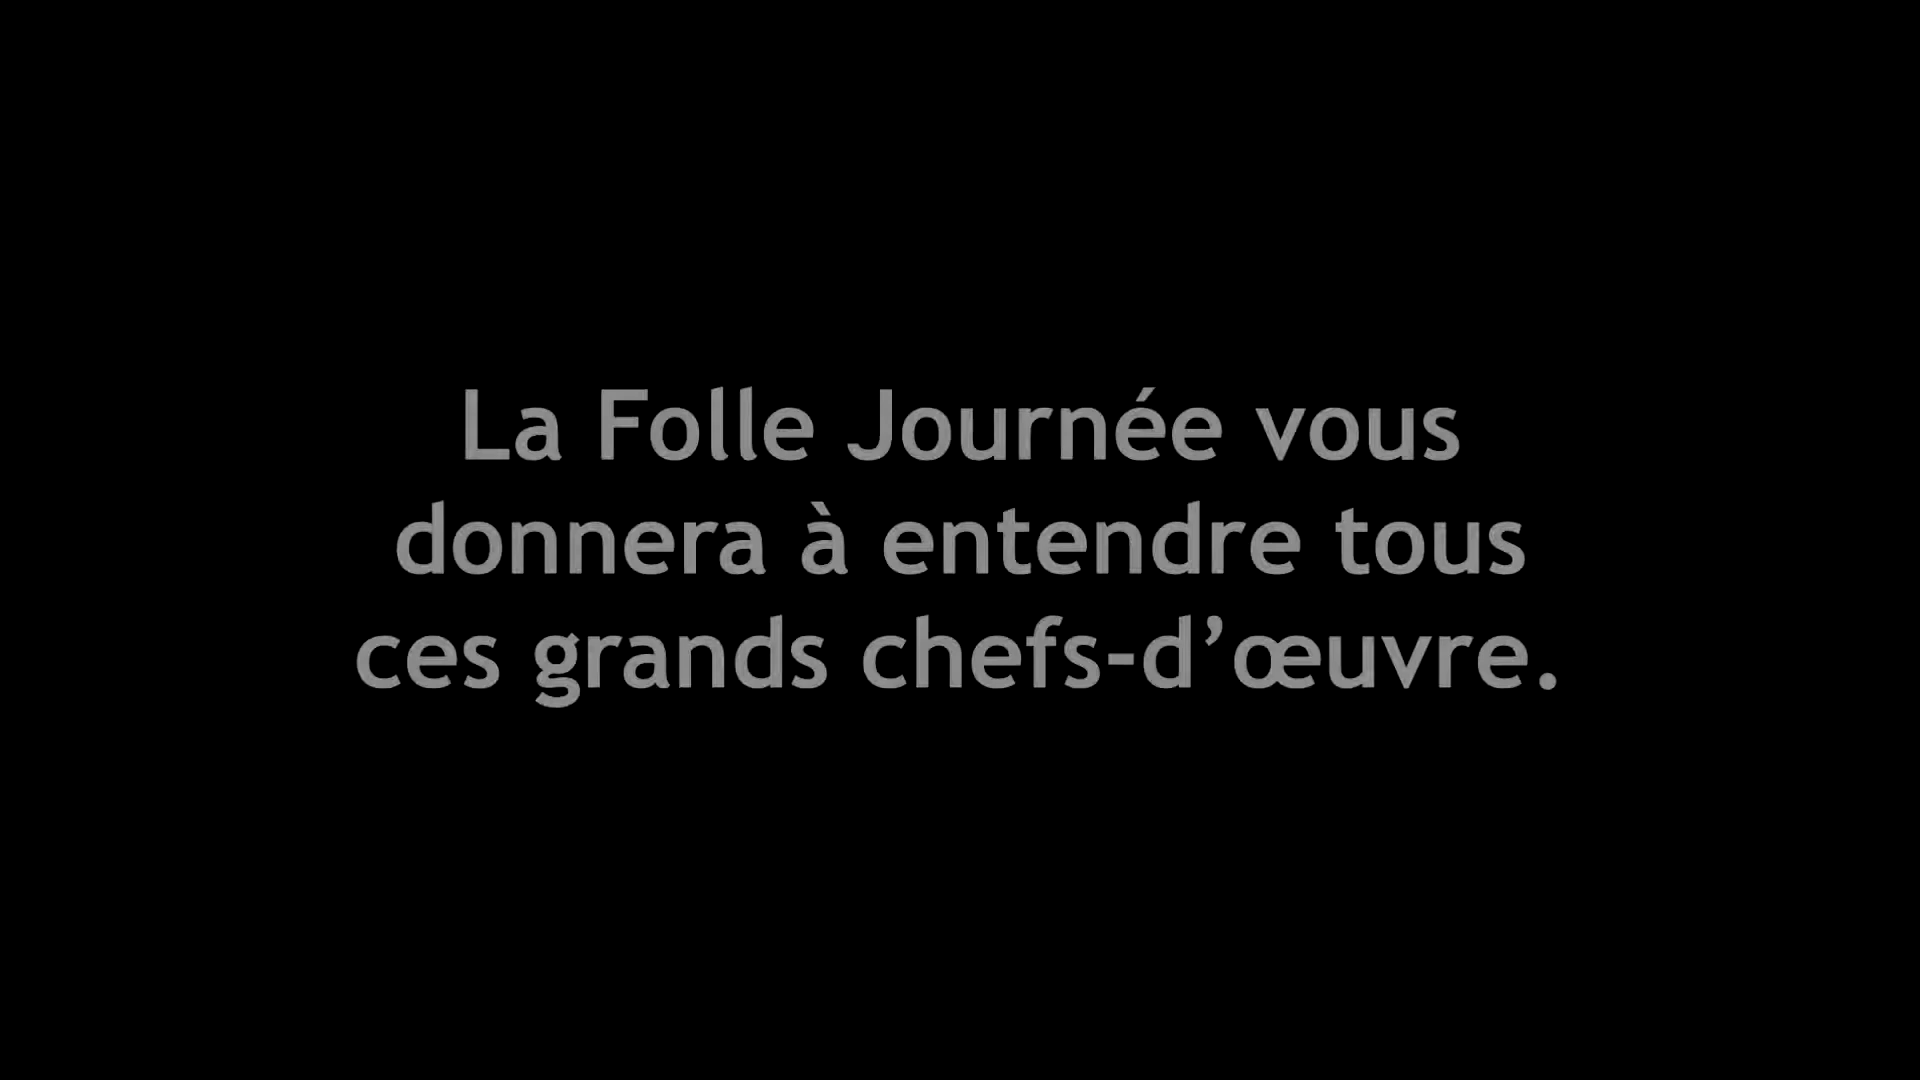 La Folle Journée vous
donnera à entendre tous
ces grands chefs-d’œuvre.